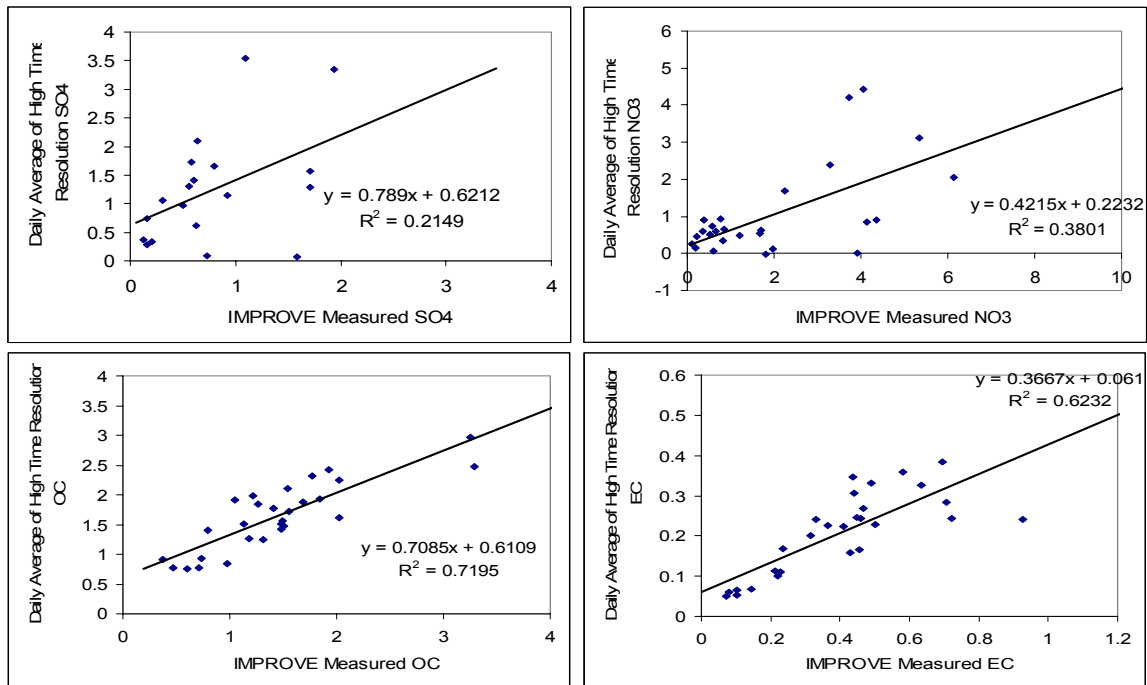 Daily Average of High Time
Resolution SO4
4
3.5
3
2.5
2
1.5
1
0.5
0
y = 0.789x + 0.6212
R² = 0.2149
0 1 2 3 4
IMPROVE Measured SO4
Daily Average of High Time
Resolution NO3
6
5
4
3
2
1
0
-1
y = 0.4215x + 0.2232
R² = 0.3801
0 2 4 6 8 10
IMPROVE Measured NO3
Daily Average of High Time Resolution
OC
4
3.5
3
2.5
2
1.5
1
0.5
0
y = 0.7085x + 0.6109
R² = 0.7195
0 1 2 3 4
IMPROVE Measured OC
Daily Average of High Time Resolution
EC
0.6
0.5
0.4
0.3
0.2
0.1
0
y = 0.3667x + 0.061
R² = 0.6232
0 0.2 0.4 0.6 0.8 1 1.2
IMPROVE Measured EC